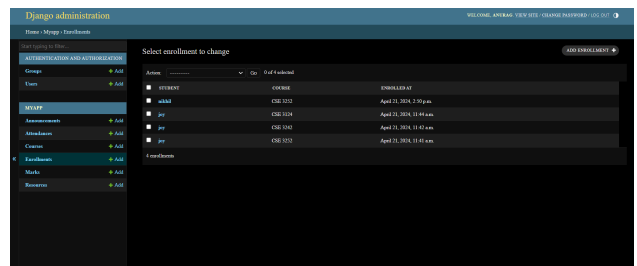 Django administration
WELCOME, ANURAG. VIEW SITE / CHANGE PASSWORD / LOG OUT
Home › Myapp › Enrollments
Start typing to filter...
AUTHENTICATION AND AUTHORIZATION
Groups + Add
Users + Add
MYAPP
Announcements + Add
Attendances + Add
Courses + Add
Enrollments + Add
Marks + Add
Resources + Add
«
Select enrollment to change
ADD ENROLLMENT +
Action: --------- Go 0 of 4 selected
STUDENT COURSE ENROLLED AT
nikhil CSE 3252 April 21, 2024, 2:50 p.m.
joy CSE 3124 April 21, 2024, 11:44 a.m.
joy CSE 3242 April 21, 2024, 11:42 a.m.
joy CSE 3252 April 21, 2024, 11:41 a.m.
4 enrollments